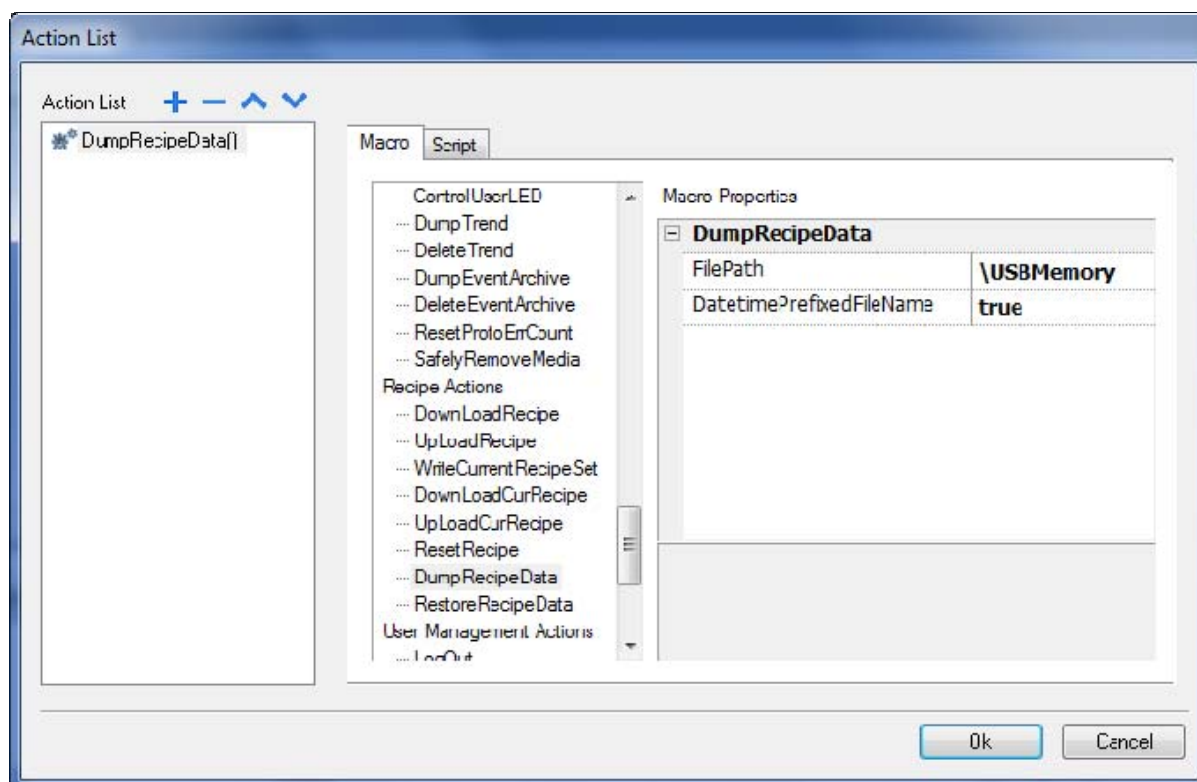 Action List
Action List
DumpRecipeData()
Macro
Script
ControlUserLED
DumpTrend
DeleteTrend
DumpEventArchive
DeleteEventArchive
ResetProtoErrCount
SafelyRemoveMedia
Recipe Actions
DownLoadRecipe
UpLoadRecipe
WriteCurrentRecipeSet
DownLoadCurRecipe
UpLoadCurRecipe
ResetRecipe
DumpRecipeData
RestoreRecipeData
User Management Actions
LogOut
Macro Properties
DumpRecipeData
FilePath \USBMemory
DatetimePrefixedFileName true
Ok
Cancel